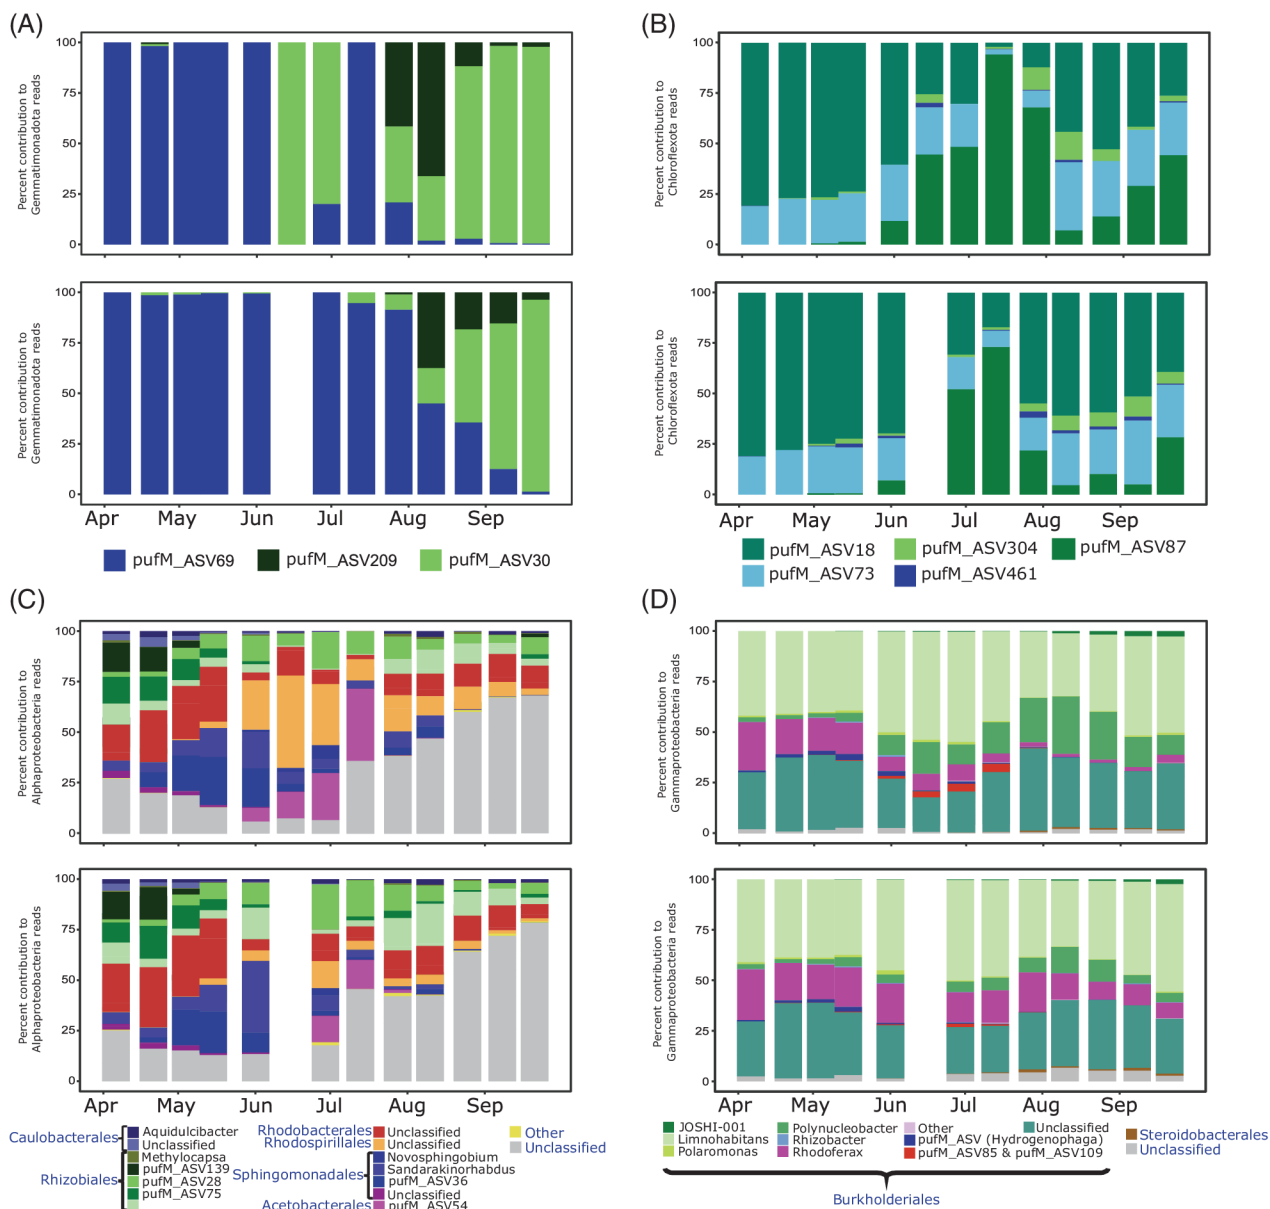 (A)
Percent contribution to
Gemmatimonadota reads
100
75
50
25
0
Percent contribution to
Gemmatimonadota reads
100
75
50
25
0
Apr May Jun Jul Aug Sep
pufM_ASV69 pufM_ASV209 pufM_ASV30
(B)
Percent contribution to
Chloroflexota reads
100
75
50
25
0
Percent contribution to
Chloroflexota reads
100
75
50
25
0
Apr May Jun Jul Aug Sep
pufM_ASV18 pufM_ASV304 pufM_ASV87
pufM_ASV73 pufM_ASV461
(C)
Percent contribution to
Alphaproteobacteria reads
100
75
50
25
0
Percent contribution to
Alphaproteobacteria reads
100
75
50
25
0
Apr May Jun Jul Aug Sep
Caulobacterales
Aquidulcibacter
Unclassified
Rhizobiales
Methylocapsa
pufM_ASV139
pufM_ASV28
pufM_ASV75
Rhodobacterales Unclassified
Rhodospirillales Unclassified
Sphingomonadales
Novosphingobium
Sandarakinorhabdus
pufM_ASV36
Unclassified
Acetobacterales pufM_ASV54
Other
Unclassified
(D)
Percent contribution to
Gammaproteobacteria reads
100
75
50
25
0
Percent contribution to
Gammaproteobacteria reads
100
75
50
25
0
Apr May Jun Jul Aug Sep
JOSHI-001
Limnohabitans
Polaromonas
Polynucleobacter
Rhizobacter
Rhodoferax
Other
pufM_ASV (Hydrogenophaga)
pufM_ASV85 & pufM_ASV109
Unclassified
Steroidobacterales
Unclassified
Burkholderiales